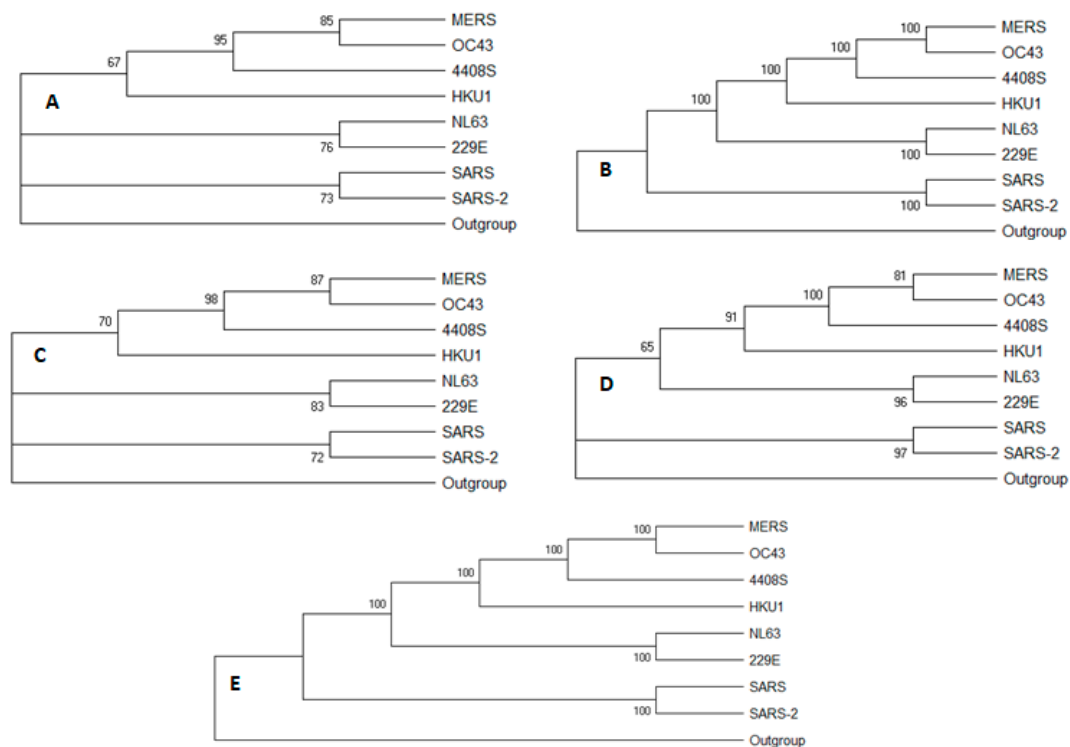 85
MERS
95
OC43
67
4408S
A
HKU1
NL63
76
229E
SARS
73
SARS-2
Outgroup
100
MERS
100
OC43
100
4408S
100
HKU1
NL63
B
100
229E
SARS
100
SARS-2
Outgroup
87
MERS
98
OC43
70
4408S
C
HKU1
NL63
83
229E
SARS
72
SARS-2
Outgroup
81
MERS
100
OC43
91
4408S
65
HKU1
D
NL63
96
229E
SARS
97
SARS-2
Outgroup
100
MERS
100
OC43
100
4408S
100
HKU1
NL63
100
229E
E
SARS
100
SARS-2
Outgroup